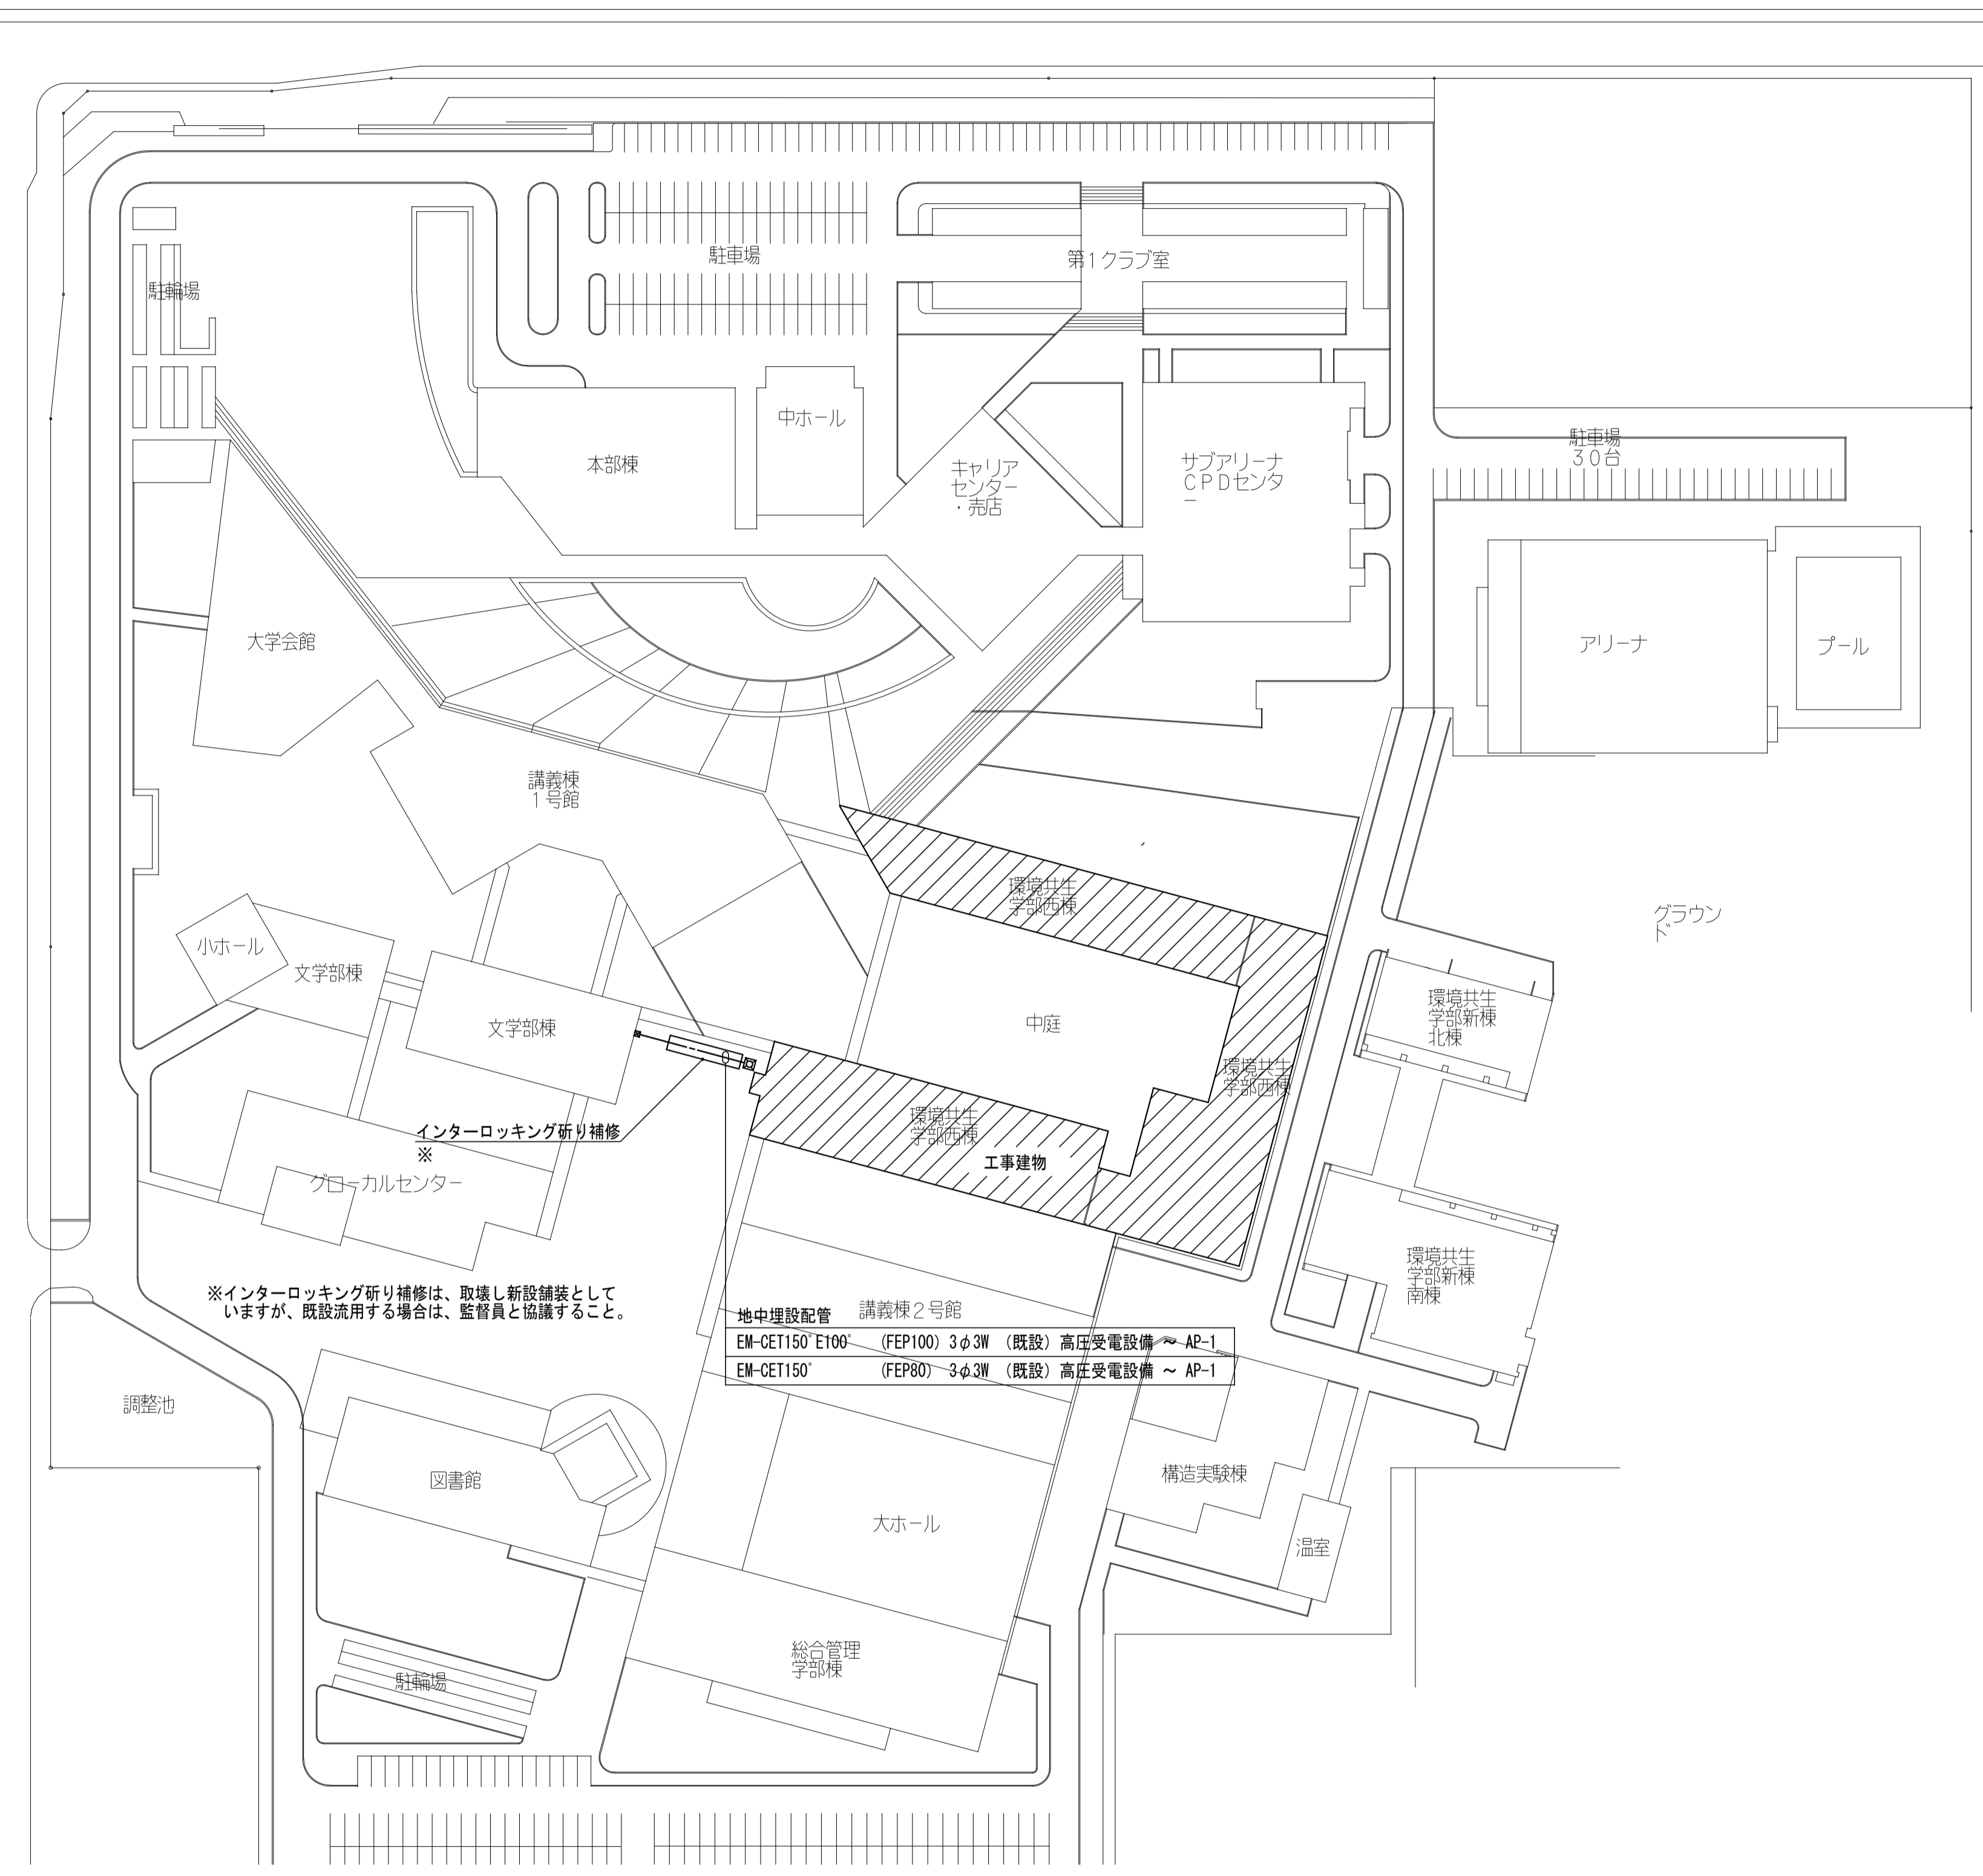 駐車場
第1クラブ室
駐輪場
中ホール
本部棟
キャリア
センター
・売店
サブアリーナ
CPDセンタ
ー
駐車場
30台
大学会館
アリーナ
プール
講義棟
1号館
環境共生
学部西棟
グラウン
ド
小ホール
文学部棟
文学部棟
中庭
環境共生
学部新棟
北棟
環境共生
学部西棟
環境共生
学部西棟
工事建物
インターロッキング斫り補修
※
グローカルセンター
環境共生
学部新棟
南棟
※インターロッキング斫り補修は、取壊し新設舗装として
いますが、既設流用する場合は、監督員と協議すること。
講義棟2号館
地中埋設配管
EM-CET150゜E100゜ (FEP100) 3φ3W (既設) 高圧受電設備 ～ AP-1
EM-CET150゜ (FEP80) 3φ3W (既設) 高圧受電設備 ～ AP-1
調整池
図書館
構造実験棟
大ホール
温室
総合管理
学部棟
駐輪場